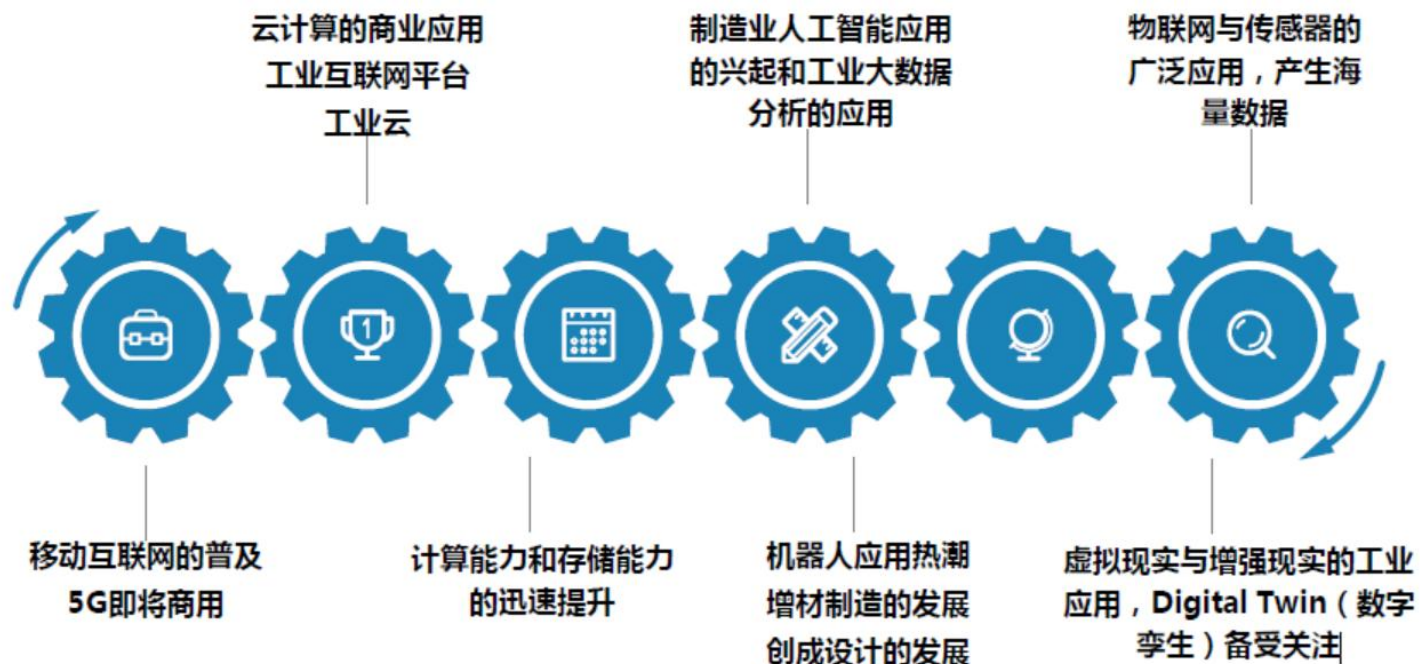 云计算的商业应用
工业互联网平台
工业云
制造业人工智能应用
的兴起和工业大数据
分析的应用
物联网与传感器的
广泛应用，产生海
量数据
1
移动互联网的普及
5G即将商用
计算能力和存储能力
的迅速提升
机器人应用热潮
增材制造的发展
创成设计的发展
虚拟现实与增强现实的工业
应用，Digital Twin（数字
孪生）备受关注